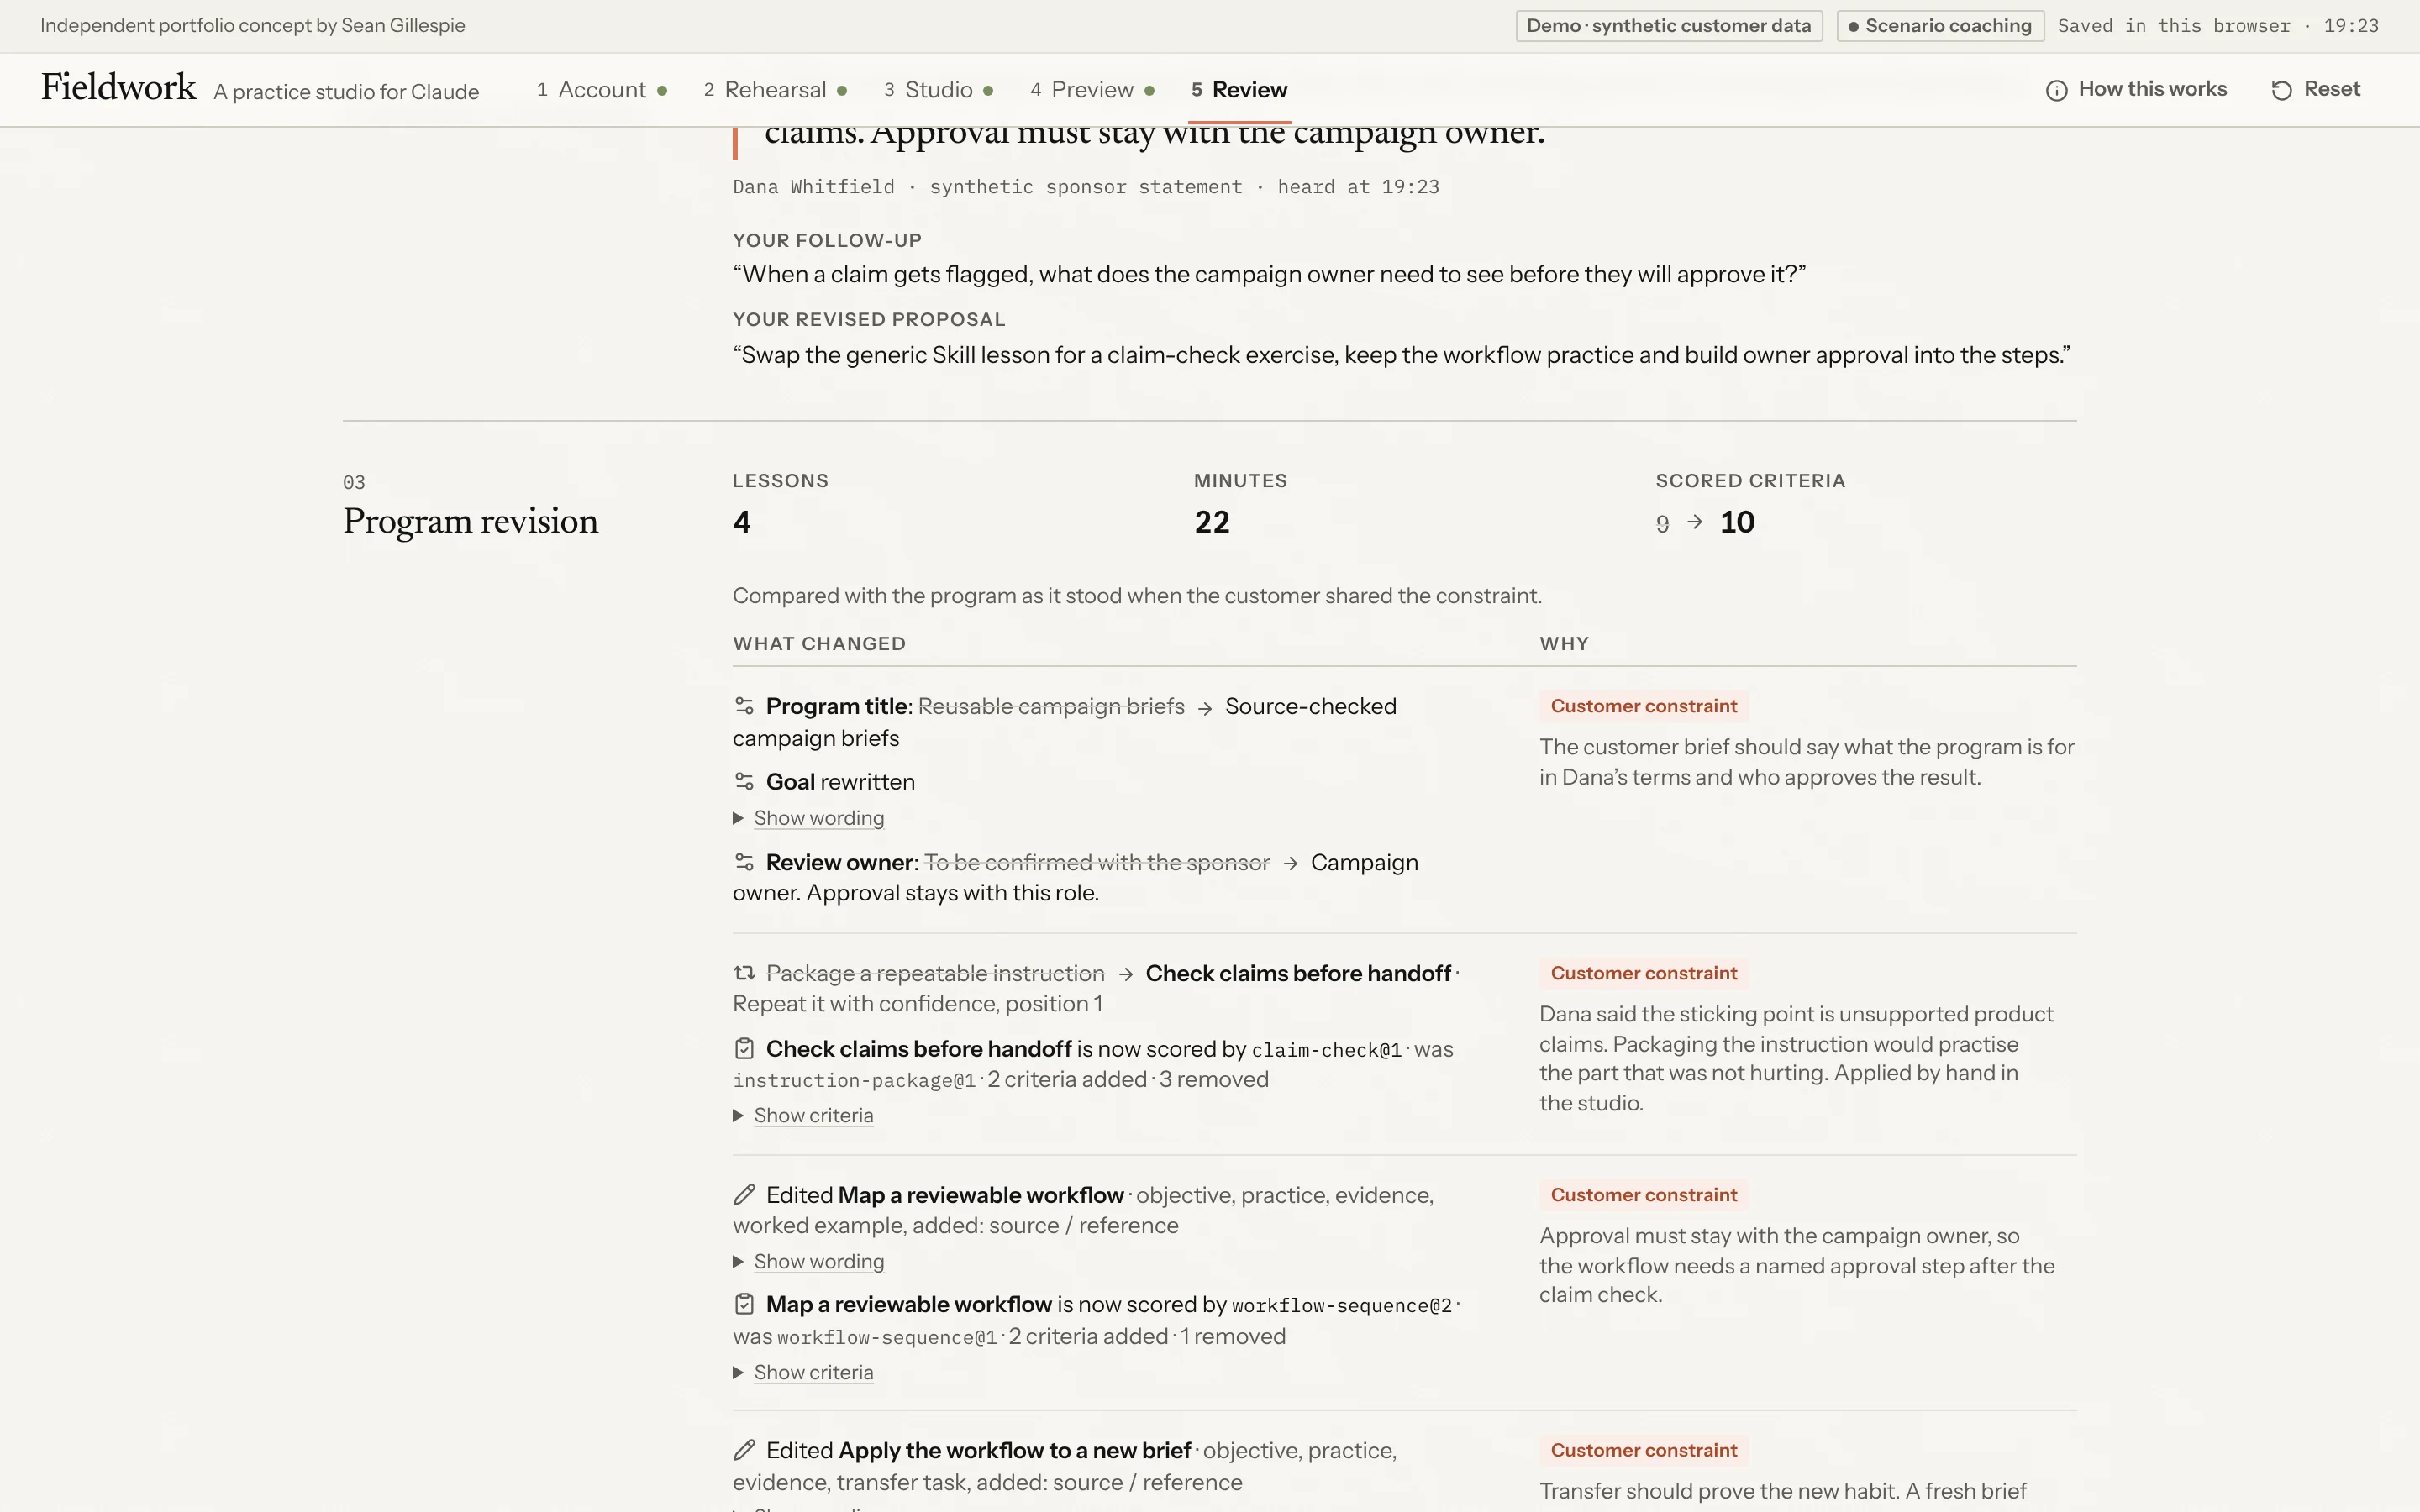 Independent portfolio concept by Sean Gillespie
Demo · synthetic customer data
Scenario coaching
Saved in this browser · 19:23
Fieldwork
A practice studio for Claude
1 Account
2 Rehearsal
3 Studio
4 Preview
5 Review
How this works
Reset
claims. Approval must stay with the campaign owner.
Dana Whitfield · synthetic sponsor statement · heard at 19:23
YOUR FOLLOW-UP
“When a claim gets flagged, what does the campaign owner need to see before they will approve it?”
YOUR REVISED PROPOSAL
“Swap the generic Skill lesson for a claim-check exercise, keep the workflow practice and build owner approval into the steps.”
03
Program revision
LESSONS
4
MINUTES
22
SCORED CRITERIA
9 → 10
Compared with the program as it stood when the customer shared the constraint.
WHAT CHANGED
WHY
Program title: Reusable campaign briefs → Source-checked
campaign briefs
Goal rewritten
Show wording
Review owner: To be confirmed with the sponsor → Campaign
owner. Approval stays with this role.
Customer constraint
The customer brief should say what the program is for
in Dana’s terms and who approves the result.
Package a repeatable instruction → Check claims before handoff ·
Repeat it with confidence, position 1
Check claims before handoff is now scored by claim-check@1 · was
instruction-package@1 · 2 criteria added · 3 removed
Show criteria
Customer constraint
Dana said the sticking point is unsupported product
claims. Packaging the instruction would practise
the part that was not hurting. Applied by hand in
the studio.
Edited Map a reviewable workflow · objective, practice, evidence,
worked example, added: source / reference
Show wording
Map a reviewable workflow is now scored by workflow-sequence@2 ·
was workflow-sequence@1 · 2 criteria added · 1 removed
Show criteria
Customer constraint
Approval must stay with the campaign owner, so
the workflow needs a named approval step after the
claim check.
Edited Apply the workflow to a new brief · objective, practice,
evidence, transfer task, added: source / reference
Customer constraint
Transfer should prove the new habit. A fresh brief